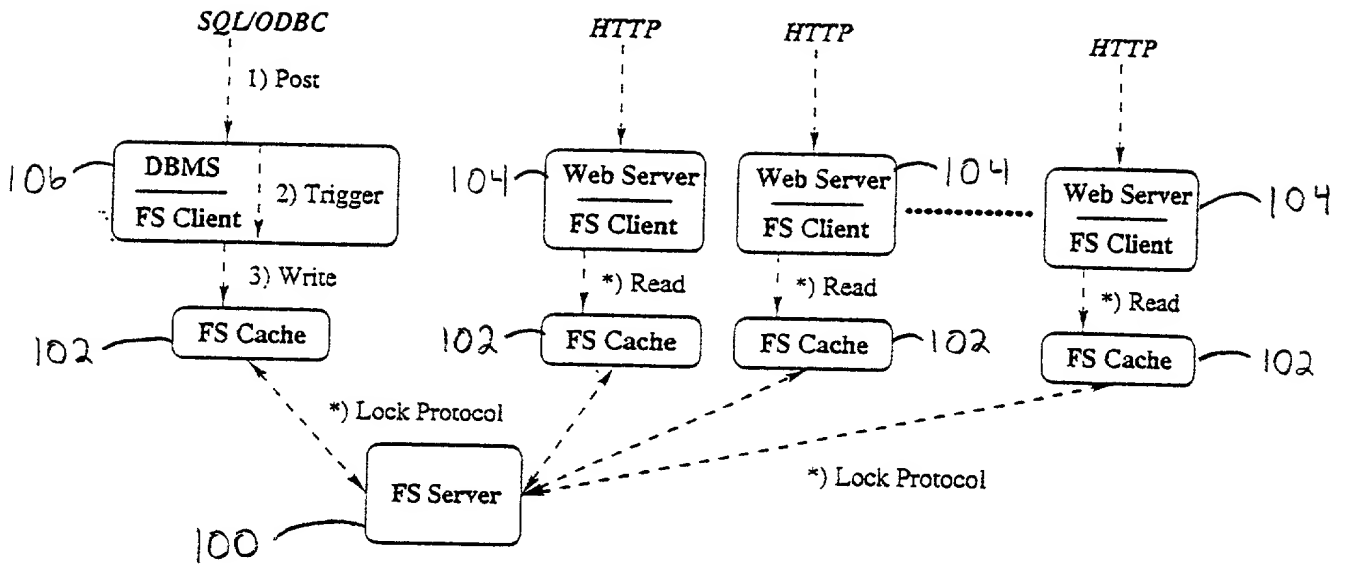 SQL/ODBC
HTTP
HTTP
HTTP
1) Post
106
DBMS
FS Client
2) Trigger
104
Web Server
FS Client
Web Server
FS Client
104
Web Server
FS Client
104
3) Write
*) Read
*) Read
*) Read
102
FS Cache
102
FS Cache
FS Cache
102
FS Cache
102
*) Lock Protocol
*) Lock Protocol
FS Server
100